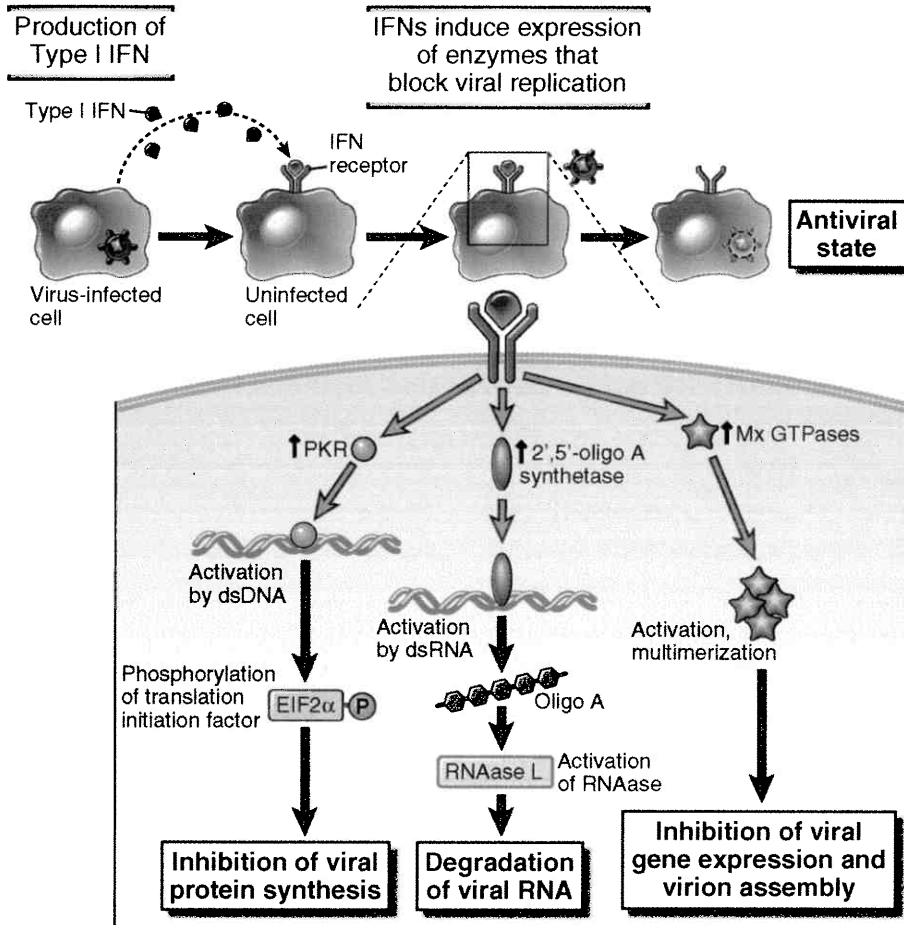 Production of
Type I IFN
IFNs induce expression
of enzymes that
block viral replication
Type I IFN
IFN
receptor
Virus-infected
cell
Uninfected
cell
Antiviral
state
PKR
2',5'-oligo A
synthetase
Mx GTPases
Activation
by dsDNA
Activation
by dsRNA
Activation,
multimerization
Phosphorylation
of translation
initiation factor
EIF2α
P
Oligo A
RNAase L
Activation
of RNAase
Inhibition of viral
protein synthesis
Degradation
of viral RNA
Inhibition of viral
gene expression and
virion assembly